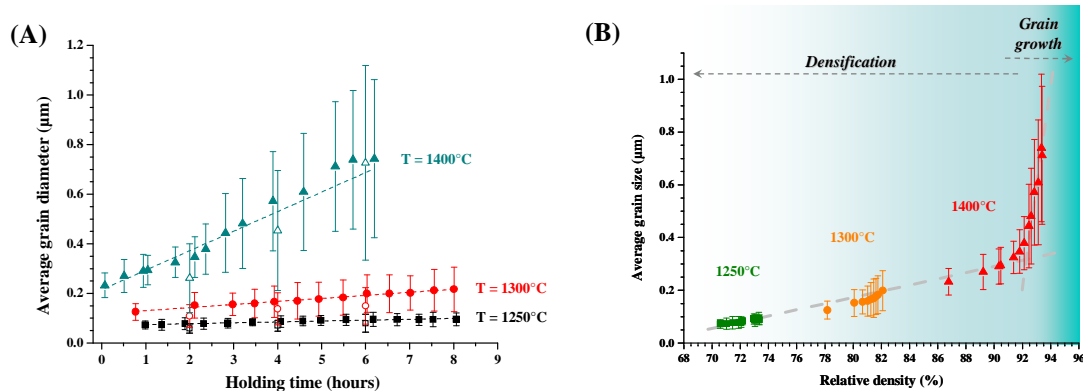 (A)
1.2
1.0
0.8
0.6
0.4
0.2
0.0
0 1 2 3 4 5 6 7 8 9
Average grain diameter (µm)
Holding time (hours)
T = 1400°C
T = 1300°C
T = 1250°C
(B)
Grain
growth
Densification
1.0
0.8
0.6
0.4
0.2
0.0
68 70 72 74 76 78 80 82 84 86 88 90 92 94 96
Average grain size (µm)
Relative density (%)
1250°C
1300°C
1400°C